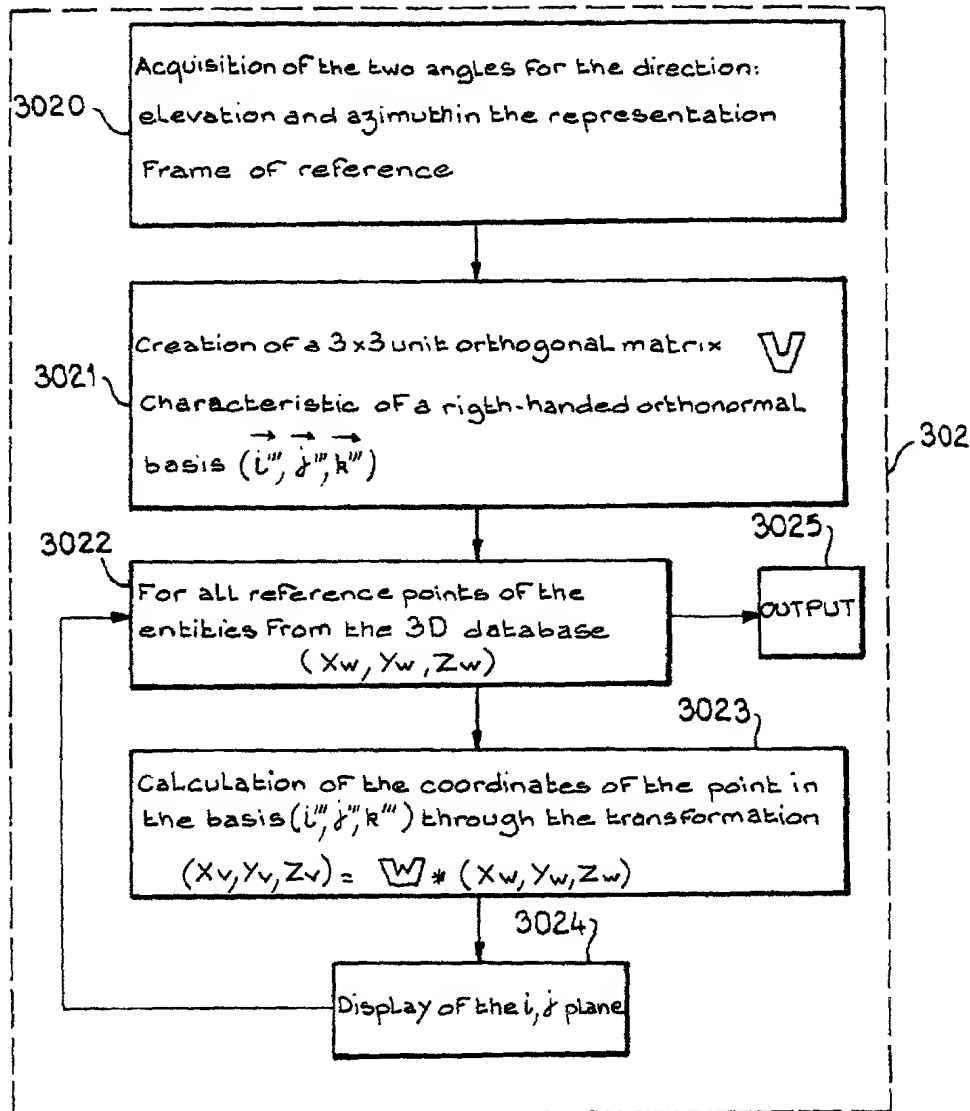 Acquisition of the two angles for the direction:
3020
elevation and azimuthin the representation
Frame of reference
Creation of a 3x3 unit orthogonal matrix V
3021
Characteristic of a rigth-handed orthonormal
basis (i''', j''', k''')
302
3022
3025
For all reference points of the
entities From the 3D database
(Xw, Yw, Zw)
OUTPUT
3023
Calculation of the coordinates of the point in
the basis (i''', j''', k''') through the transformation
(Xv, Yv, Zv) = W * (Xw, Yw, Zw)
3024
Display of the i, j plane